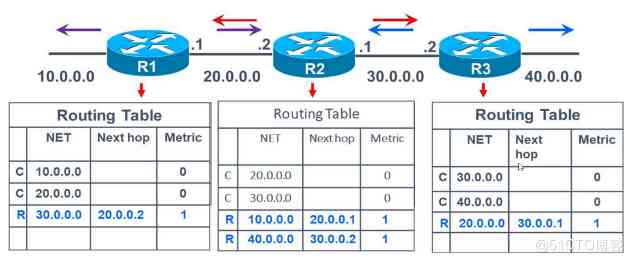 .1 .2 .1 .2
10.0.0.0 R1 20.0.0.0 R2 30.0.0.0 R3 40.0.0.0
Routing Table
NET Next hop Metric
C 10.0.0.0 0
C 20.0.0.0 0
R 30.0.0.0 20.0.0.2 1
Routing Table
NET Next hop Metric
C 20.0.0.0 0
C 30.0.0.0 0
R 10.0.0.0 20.0.0.1 1
R 40.0.0.0 30.0.0.2 1
Routing Table
NET Next Metric
hop
C 30.0.0.0 0
C 40.0.0.0 0
R 20.0.0.0 30.0.0.1 1
@51CTO博客